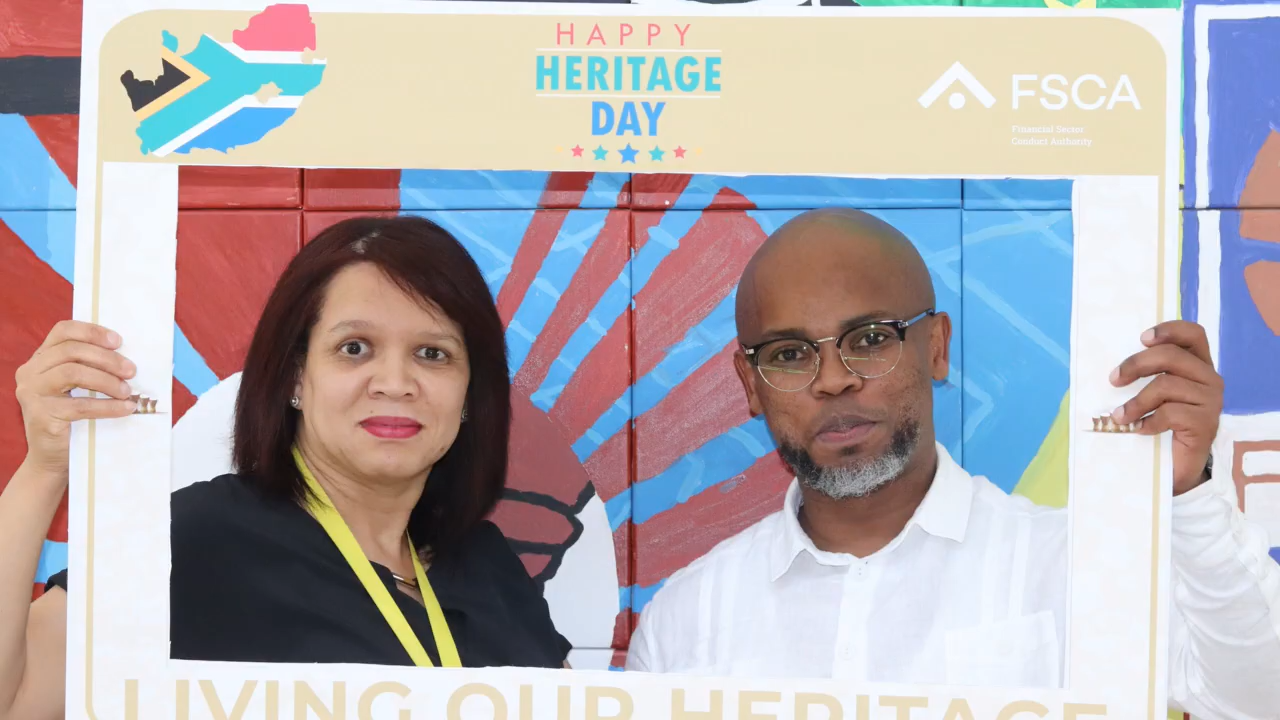 HAPPY
HERITAGE
DAY
FSCA
Financial Sector
Conduct Authority
LIVING OUR HERITAGE